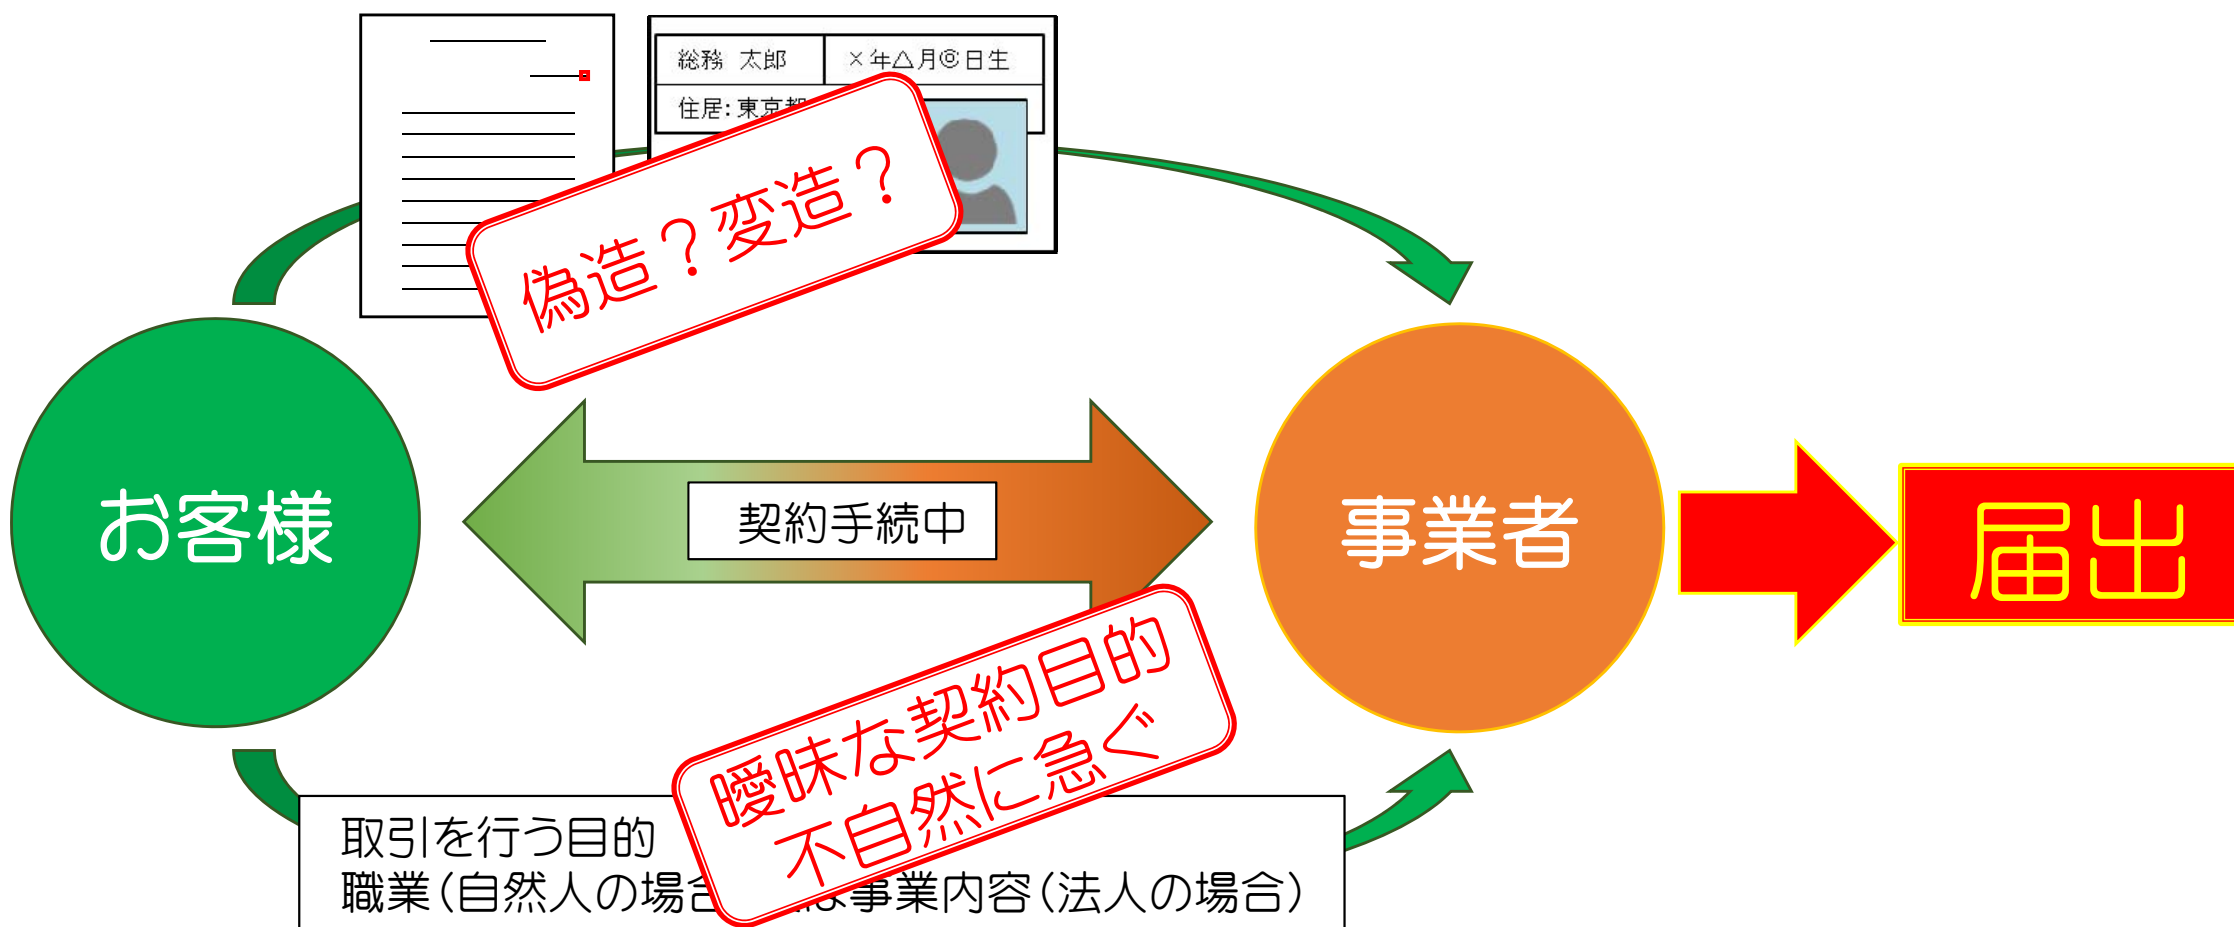 総務 太郎
×年△月◎日生
住居:東京都
偽造?変造?
お客様
契約手続中
事業者
届出
曖昧な契約目的
不自然に急ぐ
取引を行う目的
職業(自然人の場合 は事業内容(法人の場合)